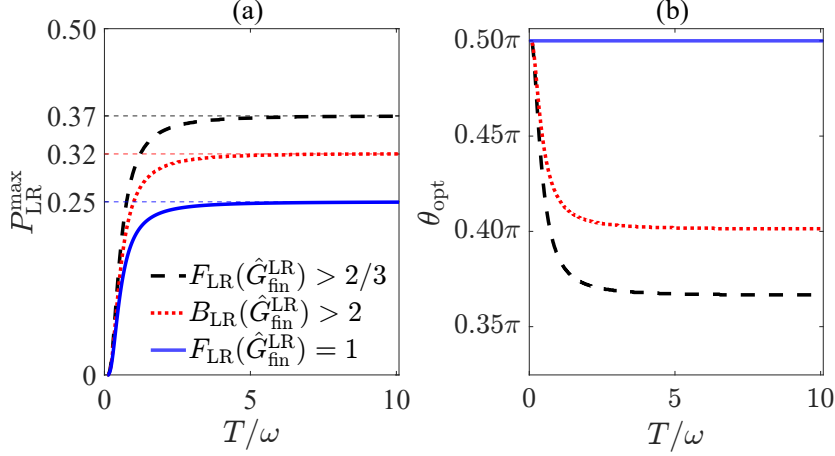 (a)
0.50
0.37
0.32
0.25
0
P_LR^max
F_LR(Ĝ_fin^LR) > 2/3
B_LR(Ĝ_fin^LR) > 2
F_LR(Ĝ_fin^LR) = 1
0 5 10
T/ω
(b)
0.50π
0.45π
0.40π
0.35π
θ_opt
0 5 10
T/ω